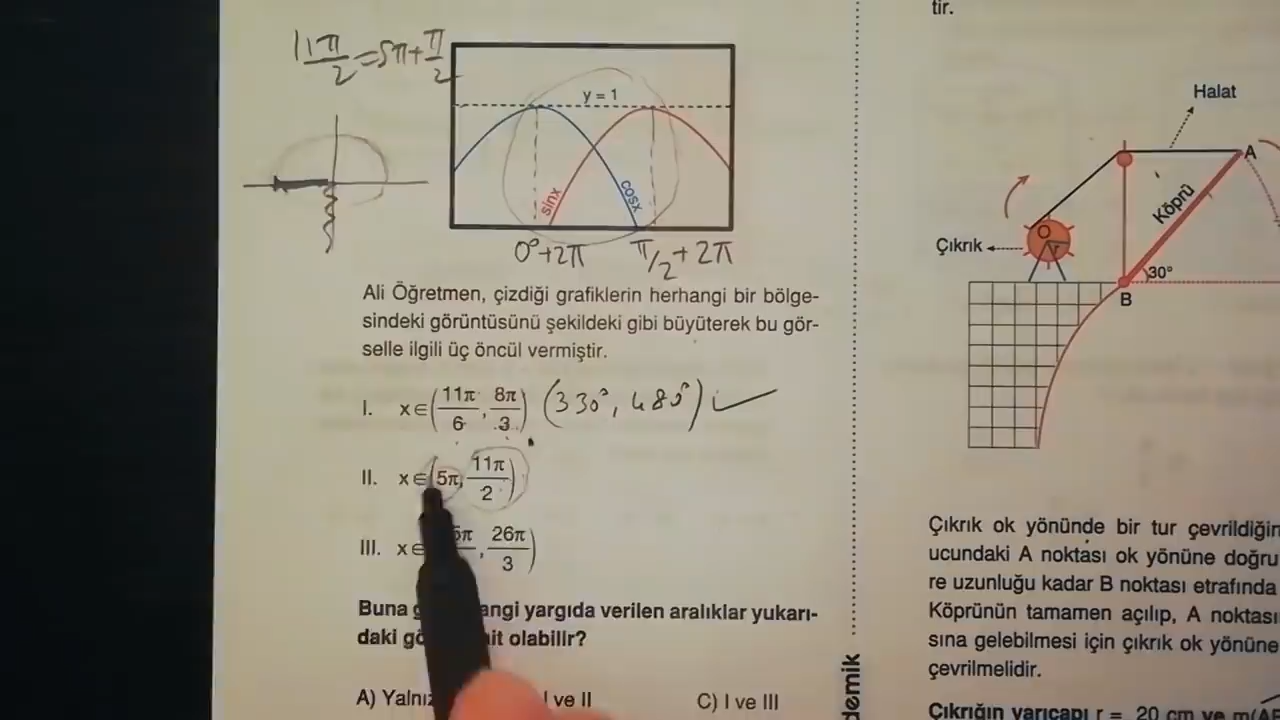 11π/2 = 5π + π/2
y = 1
sinx
cosx
0° + 2π
π/2 + 2π
Ali Öğretmen, çizdiği grafiklerin herhangi bir bölge-
sindeki görüntüsünü şekildeki gibi büyüterek bu gör-
selle ilgili üç öncül vermiştir.
I. x∈(11π/6, 8π/3) (330°, 480°) ✓
II. x∈(5π, 11π/2)
III. x∈ , 26π/3)
Buna verilen aralıklar yukarı-
daki olabilir?
A) I ve II C) I ve III
demik
tir.
Halat
A
Köprü
O
r
Çıkrık
30°
B
Çıkrık ok yönünde bir tur çevrildiğin
ucundaki A noktası ok yönüne doğru
re uzunluğu kadar B noktası etrafında
Köprünün tamamen açılıp, A noktası
sına gelebilmesi için çıkrık ok yönüne
çevrilmelidir.
Çıkrığın yarıçapı r = 20 cm ve